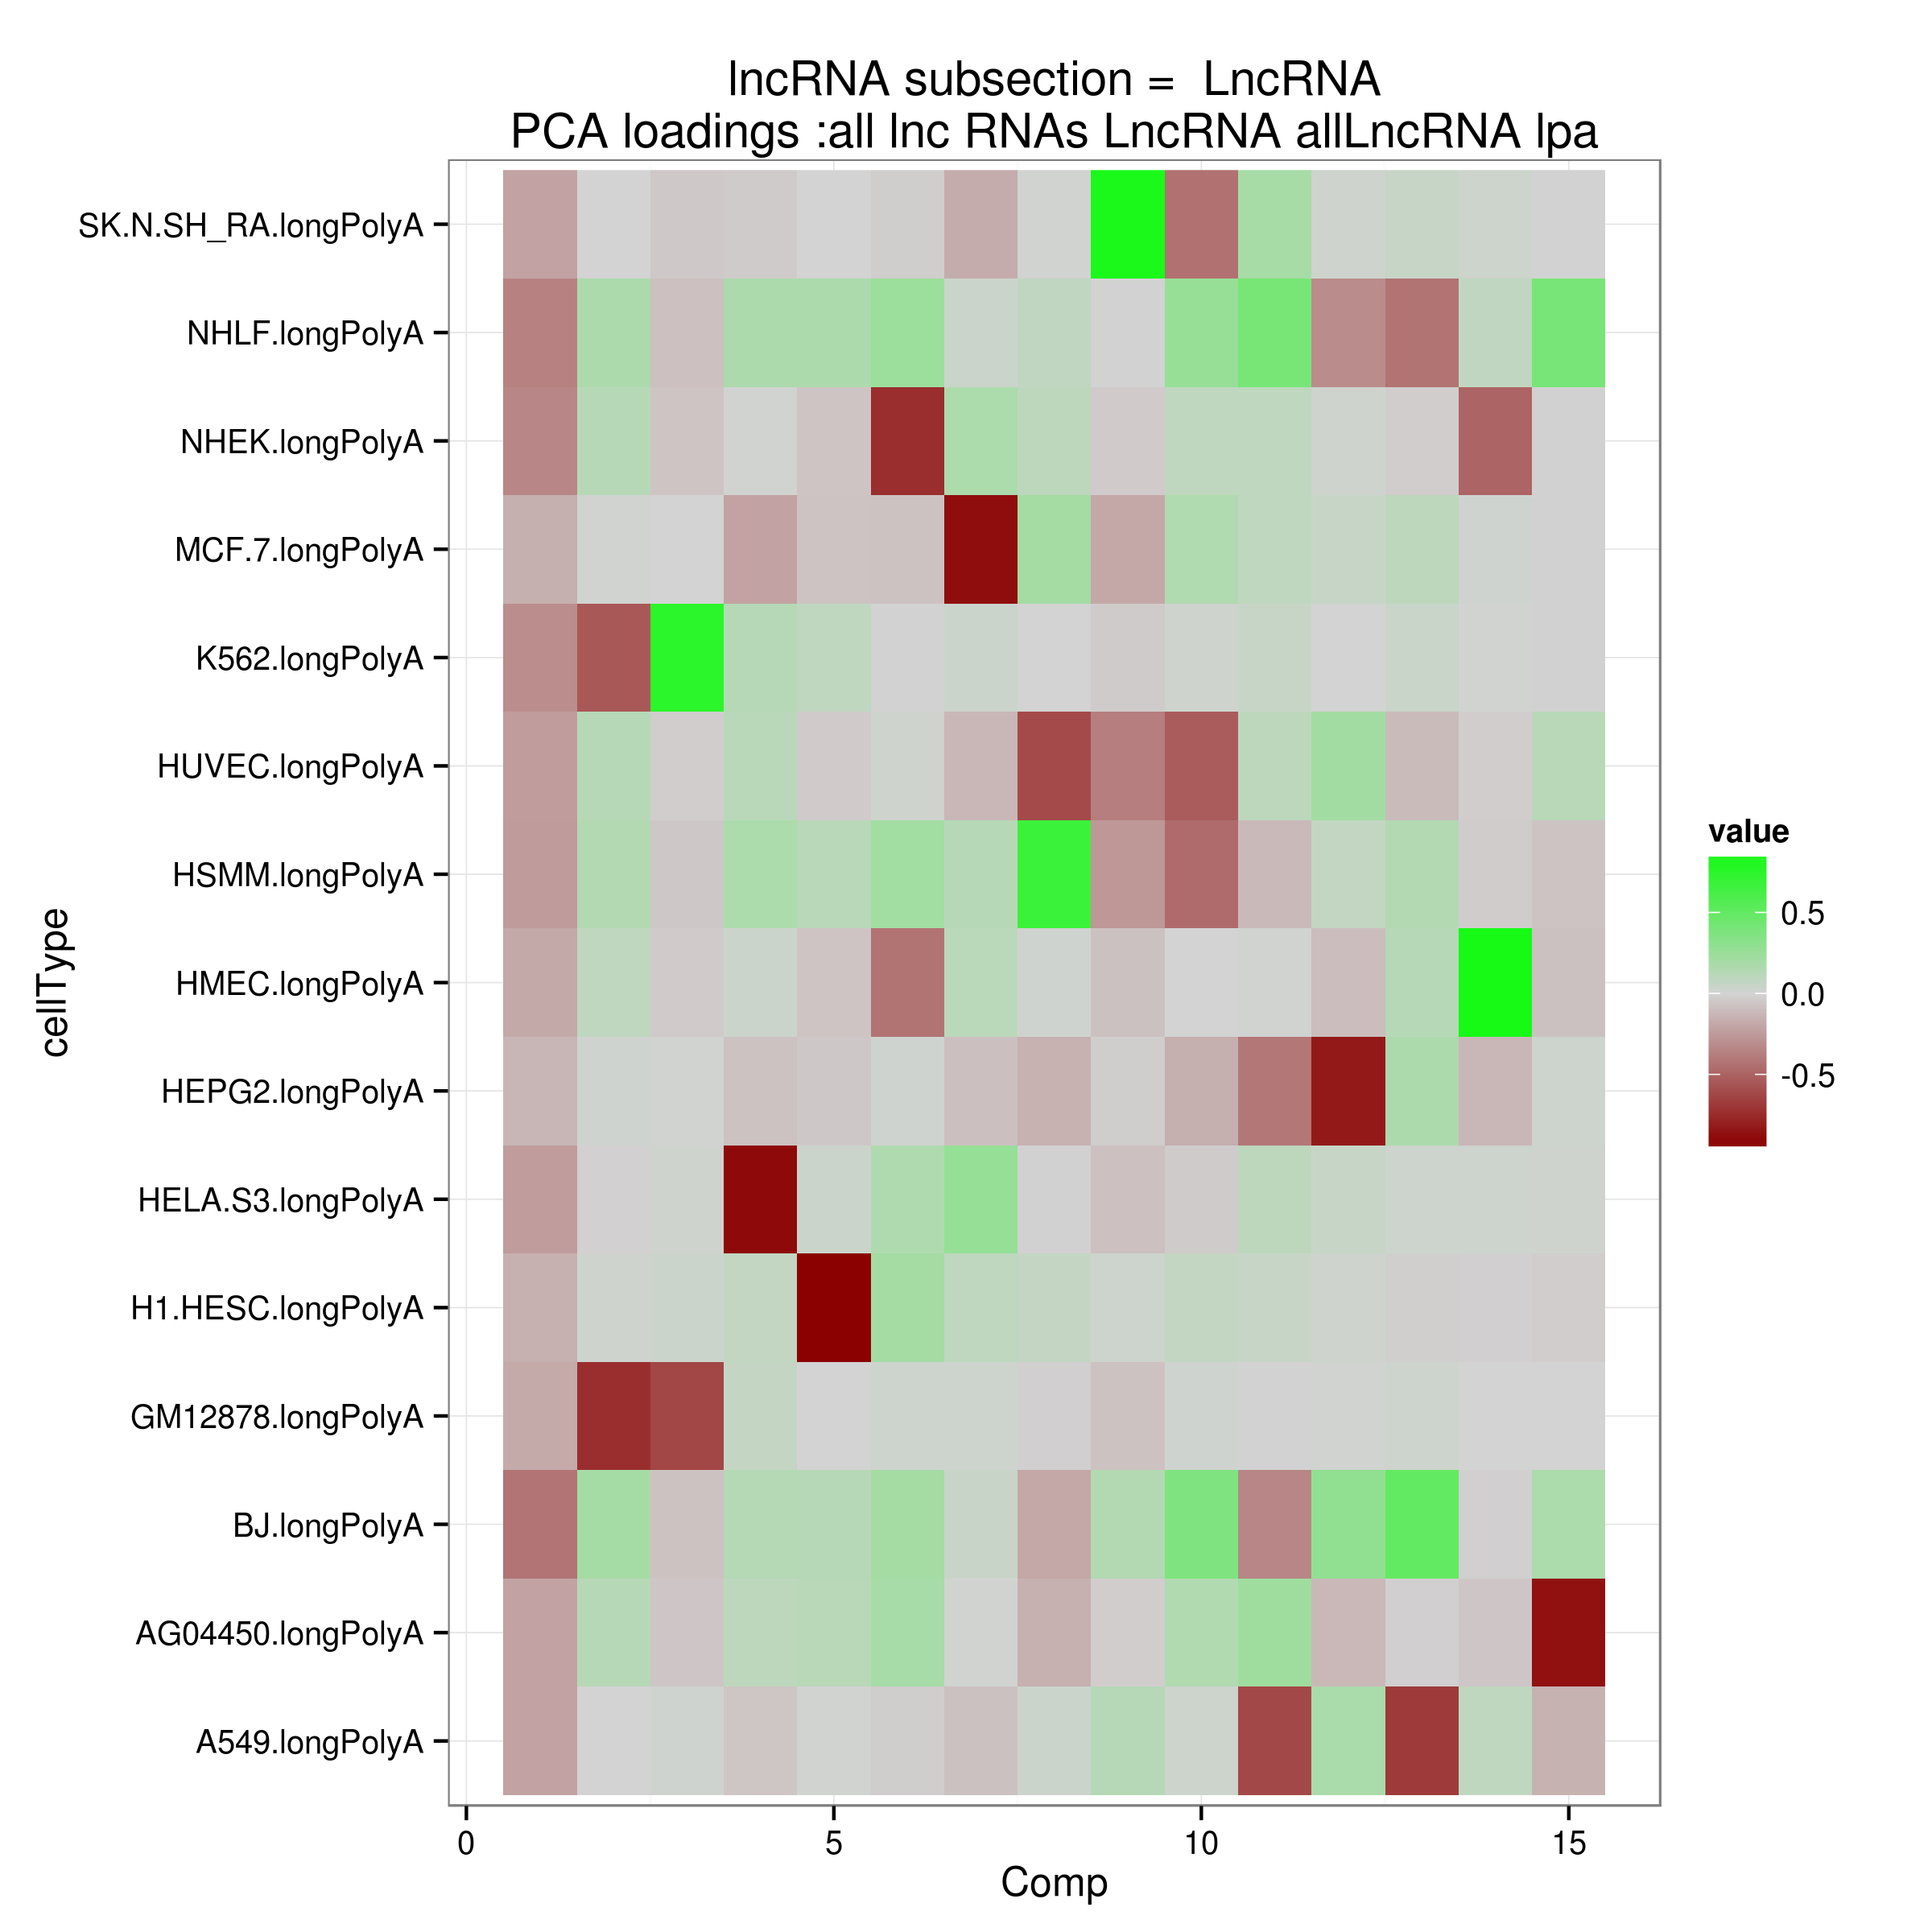 lncRNA subsection =  LncRNA
PCA loadings :all lnc RNAs LncRNA allLncRNA lpa
cellType
SK.N.SH_RA.longPolyA
NHLF.longPolyA
NHEK.longPolyA
MCF.7.longPolyA
K562.longPolyA
HUVEC.longPolyA
HSMM.longPolyA
HMEC.longPolyA
HEPG2.longPolyA
HELA.S3.longPolyA
H1.HESC.longPolyA
GM12878.longPolyA
BJ.longPolyA
AG04450.longPolyA
A549.longPolyA
0 5 10 15
Comp
value
0.5
0.0
-0.5